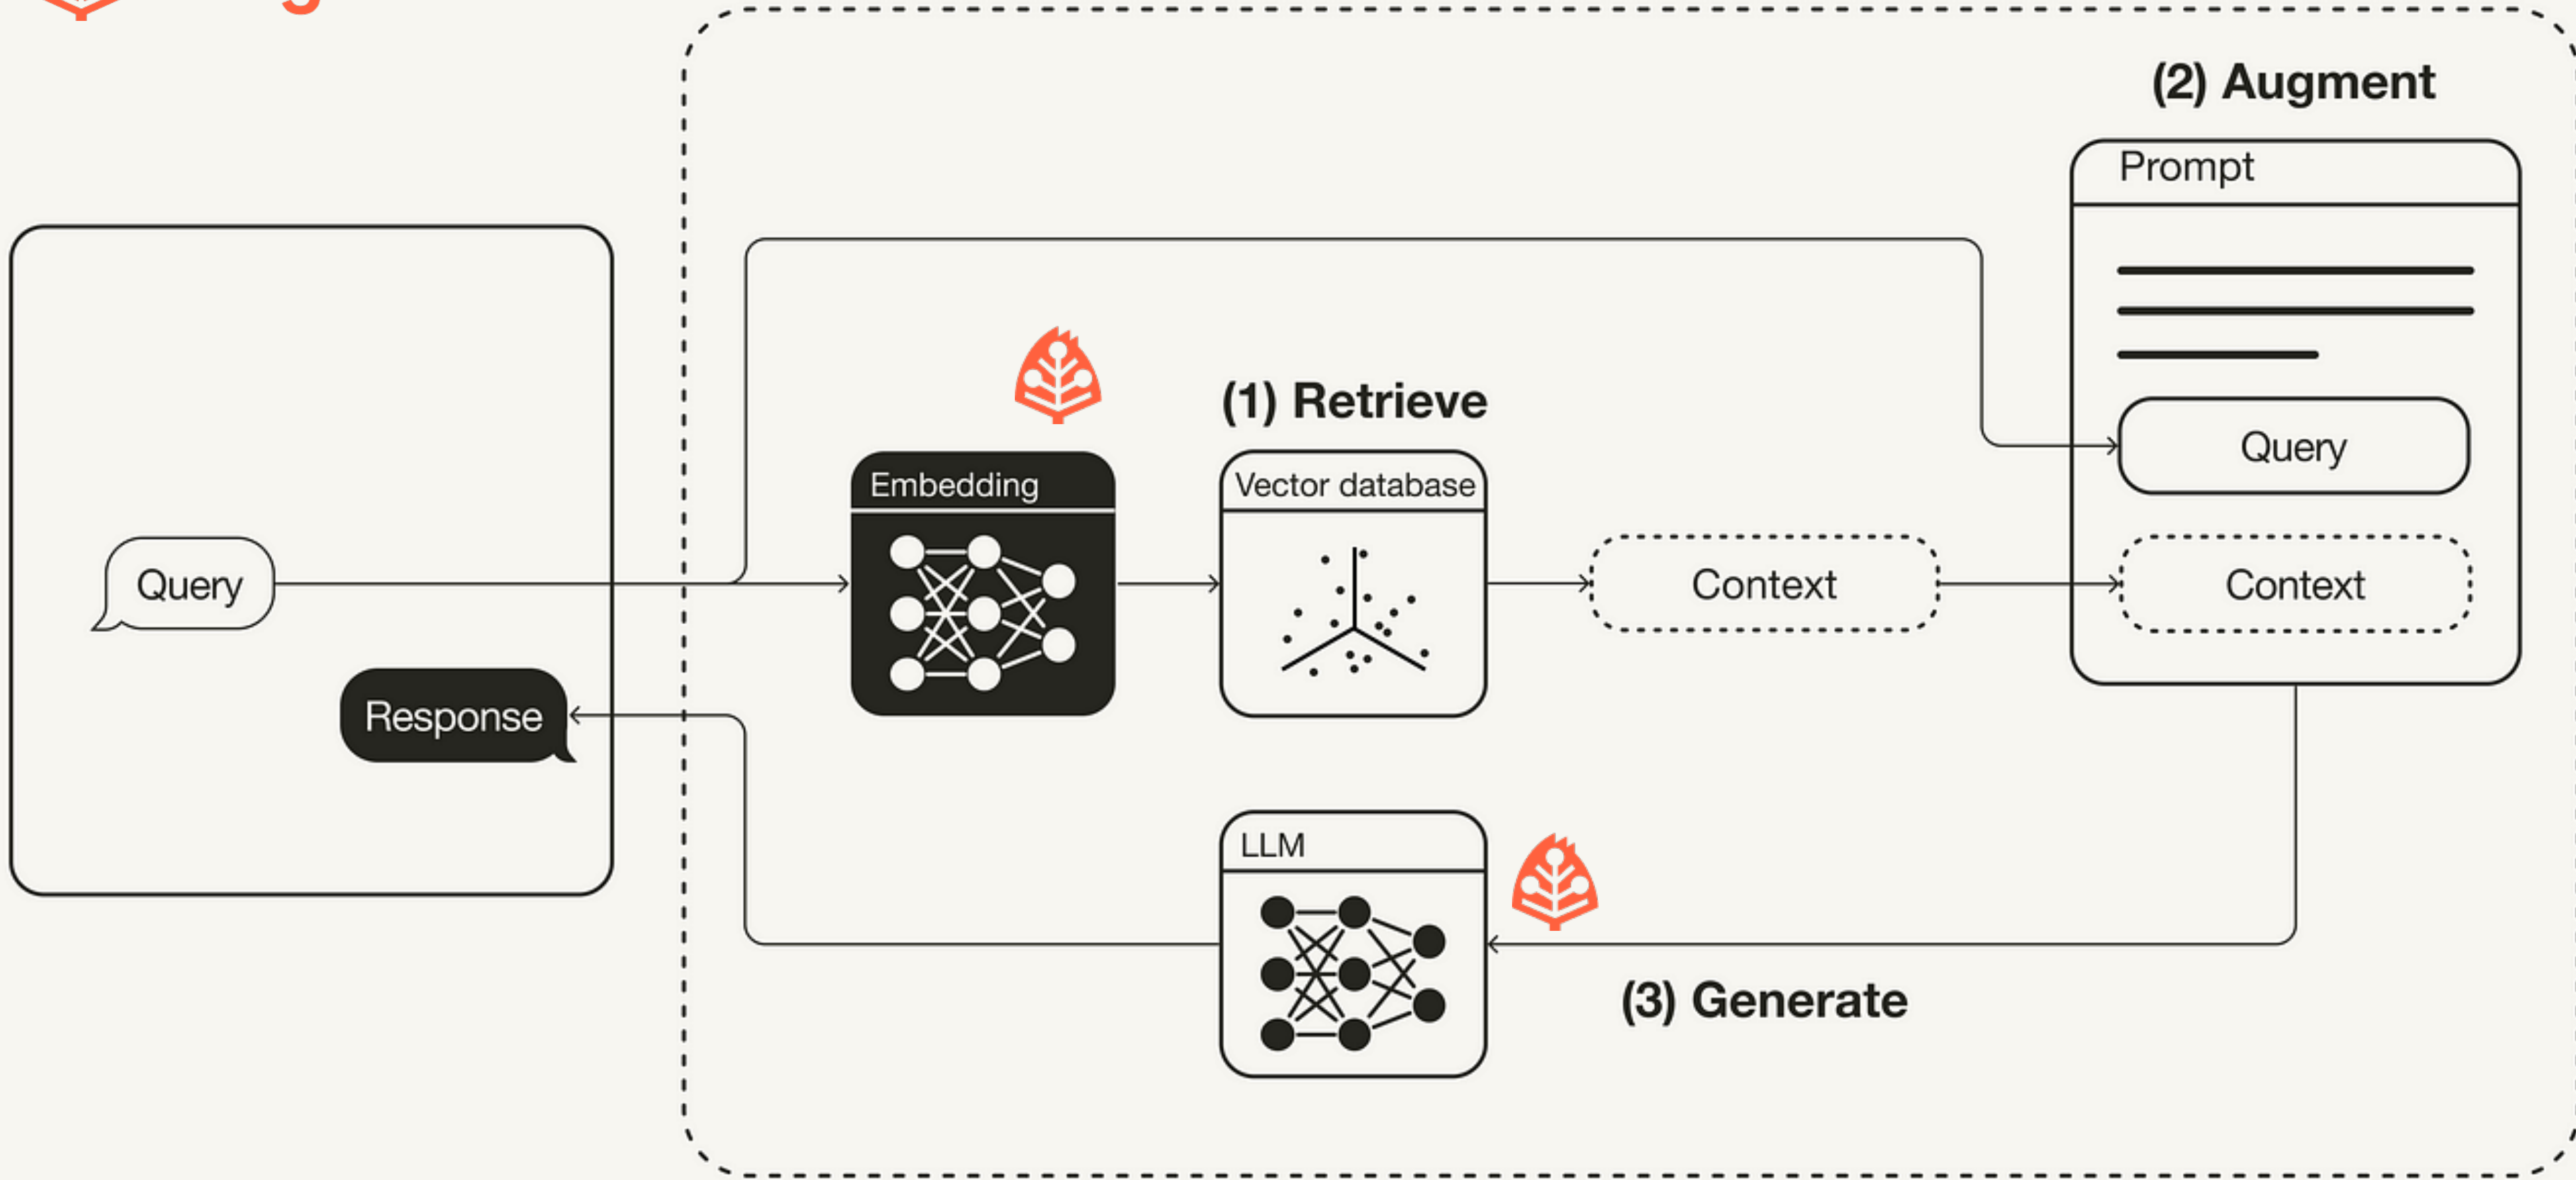 (2) Augment
Prompt
(1) Retrieve
Query
Embedding
Vector database
Query
Context
Context
Response
LLM
(3) Generate